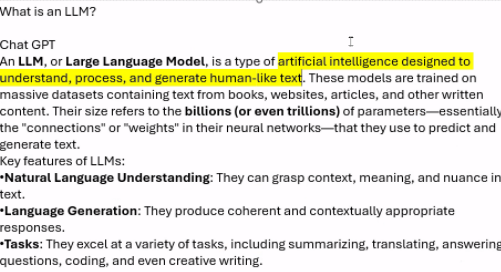 What is an LLM?
Chat GPT
An LLM, or Large Language Model, is a type of artificial intelligence designed to
understand, process, and generate human-like text. These models are trained on
massive datasets containing text from books, websites, articles, and other written
content. Their size refers to the billions (or even trillions) of parameters—essentially
the "connections" or "weights" in their neural networks—that they use to predict and
generate text.
Key features of LLMs:
•Natural Language Understanding: They can grasp context, meaning, and nuance in
text.
•Language Generation: They produce coherent and contextually appropriate
responses.
•Tasks: They excel at a variety of tasks, including summarizing, translating, answering
questions, coding, and even creative writing.